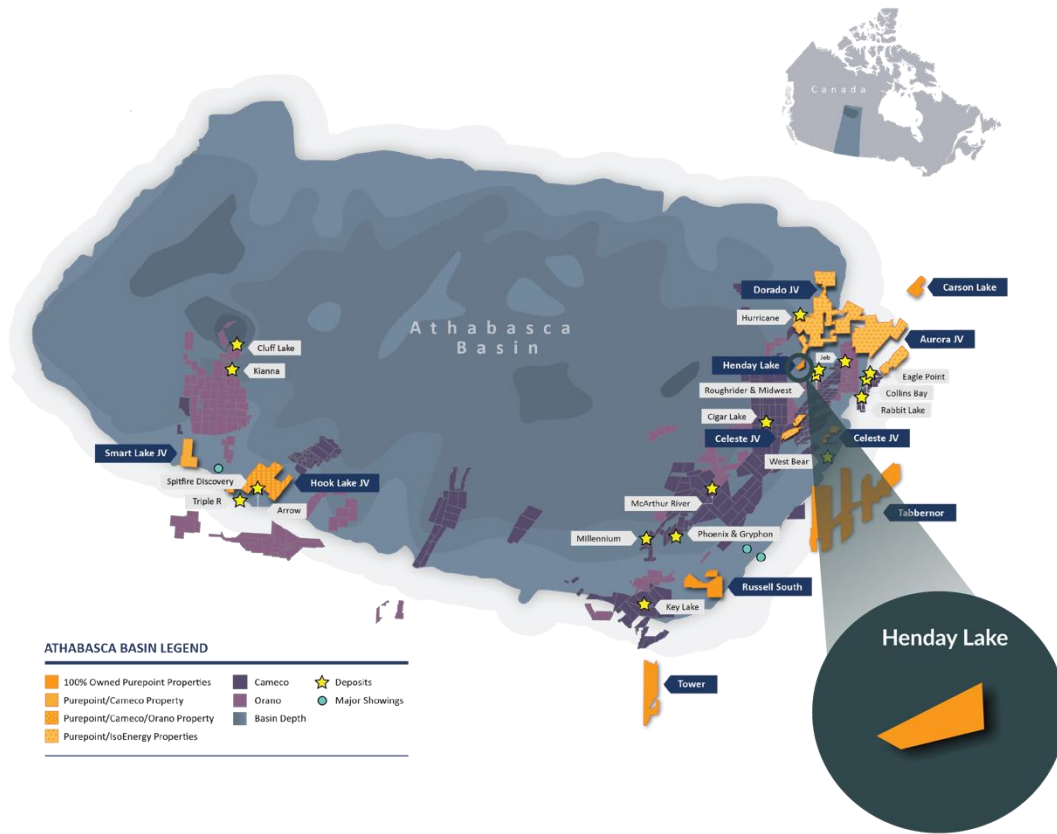 Canada
Athabasca
Basin
Dorado JV
Carson Lake
Hurricane
Aurora JV
Cluff Lake
Kianna
Henday Lake
Jeb
Eagle Point
Roughrider & Midwest
Collins Bay
Rabbit Lake
Cigar Lake
Celeste JV
Celeste JV
West Bear
Smart Lake JV
Spitfire Discovery
Hook Lake JV
Triple R
Arrow
McArthur River
Tabbernor
Millennium
Phoenix & Gryphon
Russell South
Key Lake
Henday Lake
Tower
ATHABASCA BASIN LEGEND
100% Owned Purepoint Properties
Purepoint/Cameco Property
Purepoint/Cameco/Orano Property
Purepoint/IsoEnergy Properties
Cameco
Orano
Basin Depth
Deposits
Major Showings